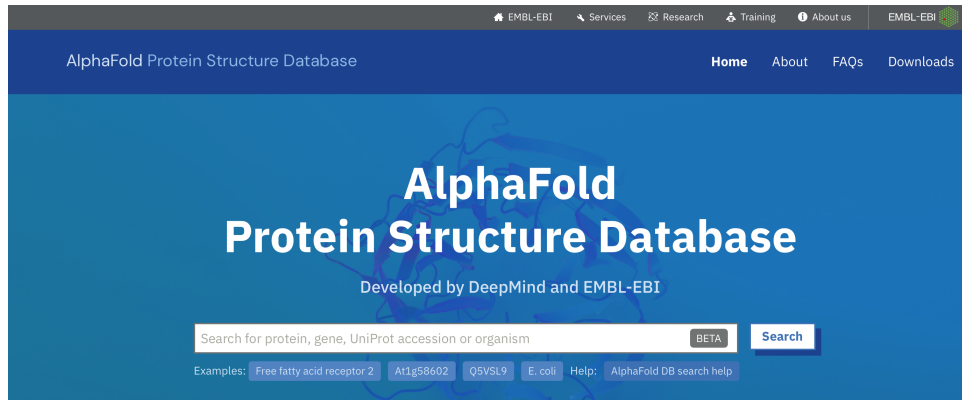 EMBL-EBI Services Research Training About us EMBL-EBI
AlphaFold Protein Structure Database Home About FAQs Downloads
AlphaFold
Protein Structure Database
Developed by DeepMind and EMBL-EBI
Search for protein, gene, UniProt accession or organism BETA Search
Examples: Free fatty acid receptor 2 At1g58602 Q5VSL9 E. coli Help: AlphaFold DB search help